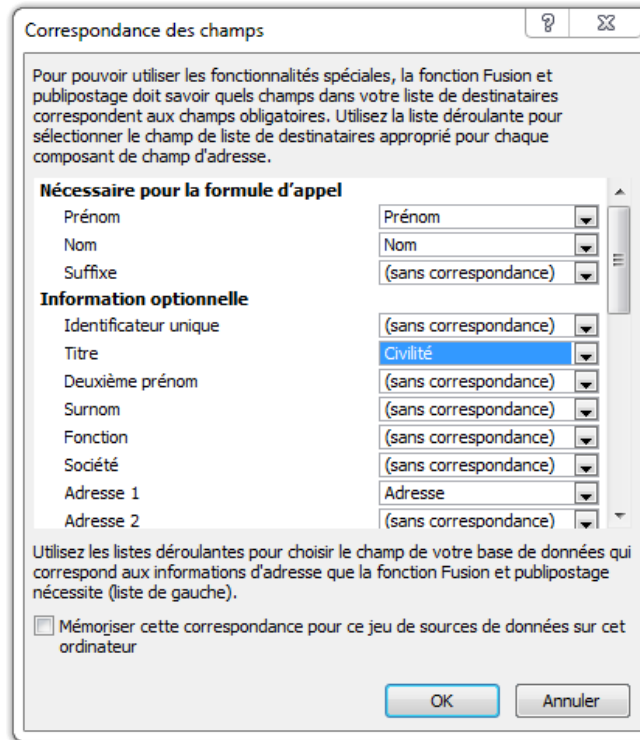 Correspondance des champs
Pour pouvoir utiliser les fonctionnalités spéciales, la fonction Fusion et
publipostage doit savoir quels champs dans votre liste de destinataires
correspondent aux champs obligatoires. Utilisez la liste déroulante pour
sélectionner le champ de liste de destinataires approprié pour chaque
composant de champ d'adresse.
Nécessaire pour la formule d’appel
Prénom Prénom
Nom Nom
Suffixe (sans correspondance)
Information optionnelle
Identificateur unique (sans correspondance)
Titre Civilité
Deuxième prénom (sans correspondance)
Surnom (sans correspondance)
Fonction (sans correspondance)
Société (sans correspondance)
Adresse 1 Adresse
Adresse 2 (sans correspondance)
Utilisez les listes déroulantes pour choisir le champ de votre base de données qui
correspond aux informations d'adresse que la fonction Fusion et publipostage
nécessite (liste de gauche).
Mémoriser cette correspondance pour ce jeu de sources de données sur cet
ordinateur
OK Annuler